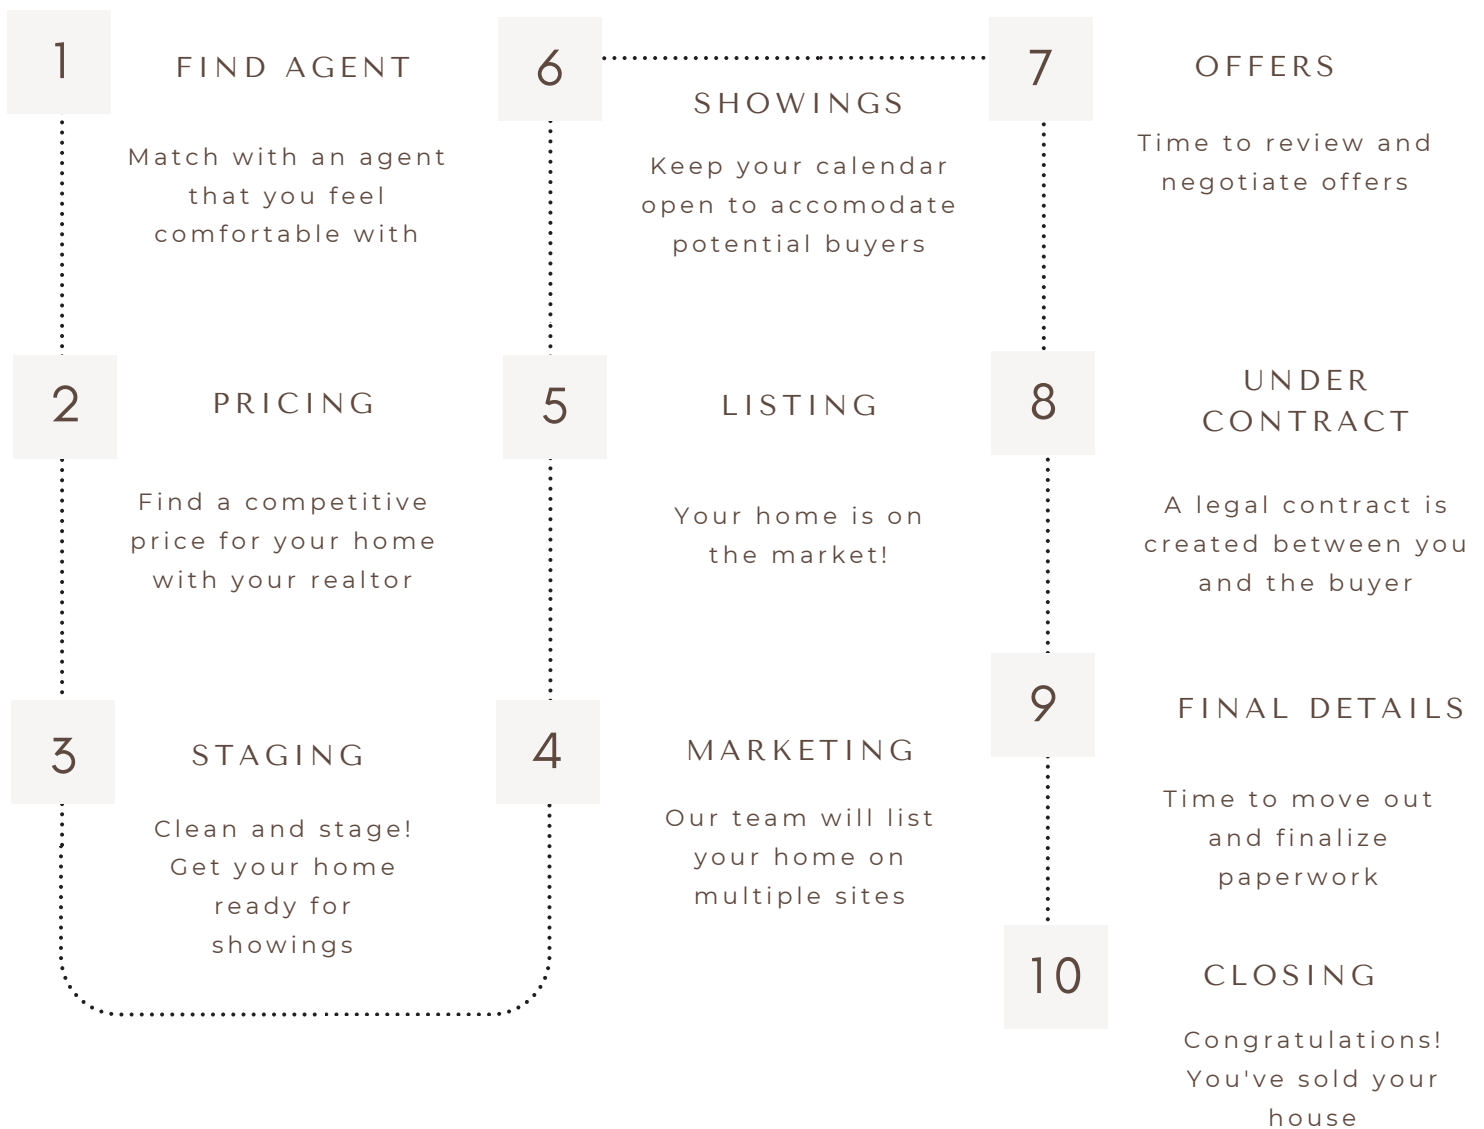 1
FIND AGENT
Match with an agent
that you feel
comfortable with
2
PRICING
Find a competitive
price for your home
with your realtor
3
STAGING
Clean and stage!
Get your home
ready for
showings
4
MARKETING
Our team will list
your home on
multiple sites
5
LISTING
Your home is on
the market!
6
SHOWINGS
Keep your calendar
open to accomodate
potential buyers
7
OFFERS
Time to review and
negotiate offers
8
UNDER
CONTRACT
A legal contract is
created between you
and the buyer
9
FINAL DETAILS
Time to move out
and finalize
paperwork
10
CLOSING
Congratulations!
You've sold your
house